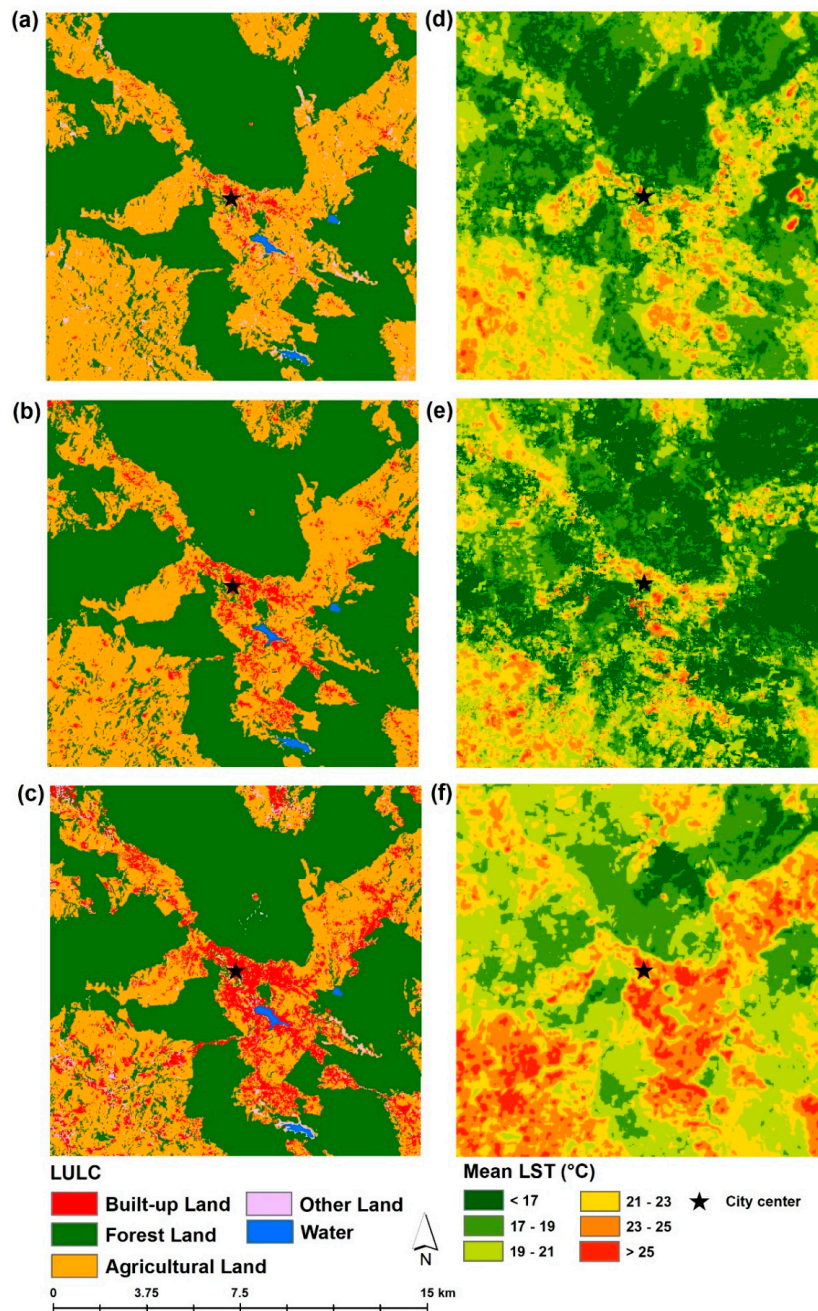 (a)
(d)
(b)
(e)
(c)
(f)
LULC
Built-up Land
Other Land
Forest Land
Water
Agricultural Land
N
0 3.75 7.5 15 km
Mean LST (°C)
< 17
21 - 23
City center
17 - 19
23 - 25
19 - 21
> 25